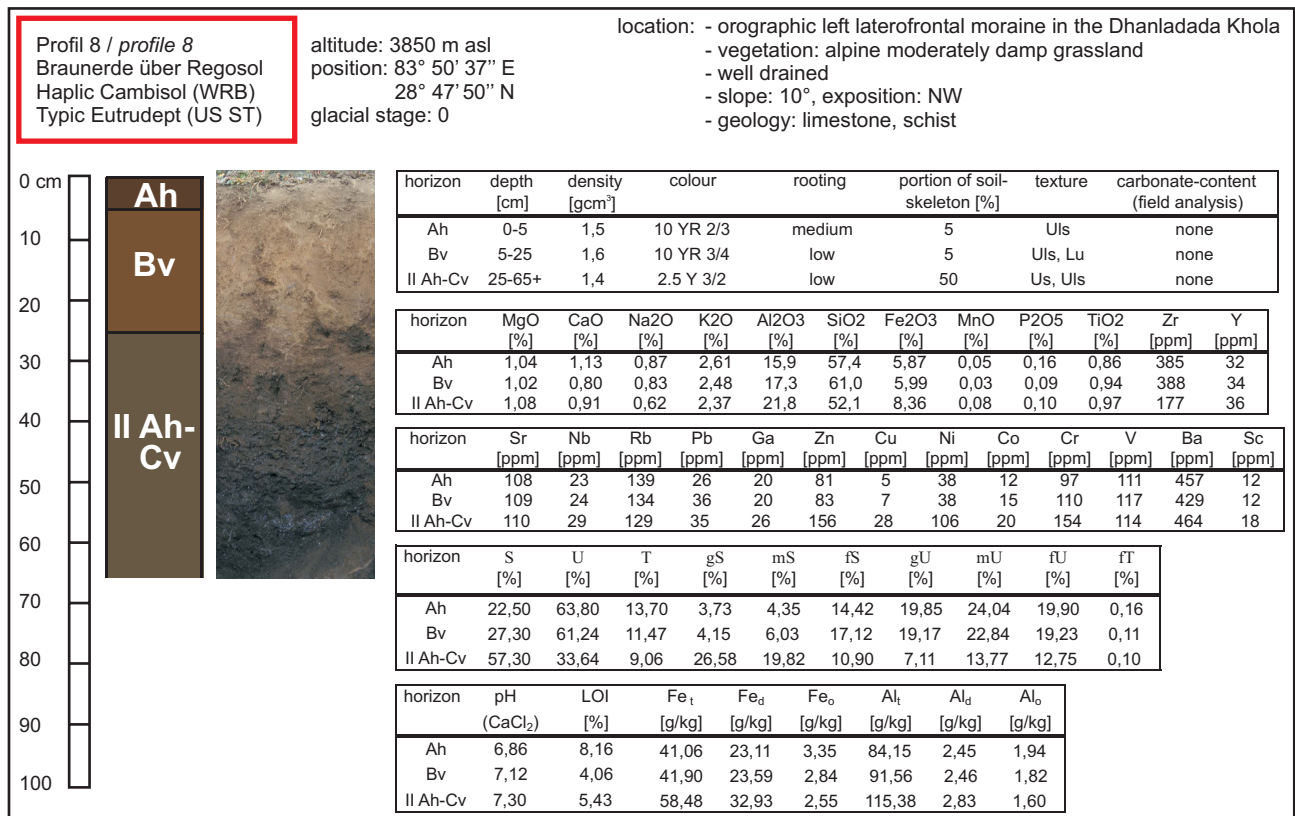 Profil 8 / profile 8
Braunerde über Regosol
Haplic Cambisol (WRB)
Typic Eutrudept (US ST)
altitude: 3850 m asl
position: 83° 50' 37'' E
28° 47' 50'' N
glacial stage: 0
location: - orographic left laterofrontal moraine in the Dhanladada Khola
- vegetation: alpine moderately damp grassland
- well drained
- slope: 10°, exposition: NW
- geology: limestone, schist
0 cm
10
20
30
40
50
60
70
80
90
100
Ah
Bv
II Ah-
Cv
horizon depth density colour rooting portion of soil- texture carbonate-content
[cm] [gcm³] skeleton [%] (field analysis)
Ah 0-5 1,5 10 YR 2/3 medium 5 Uls none
Bv 5-25 1,6 10 YR 3/4 low 5 Uls, Lu none
II Ah-Cv 25-65+ 1,4 2.5 Y 3/2 low 50 Us, Uls none
horizon MgO CaO Na2O K2O Al2O3 SiO2 Fe2O3 MnO P2O5 TiO2 Zr Y
[%] [%] [%] [%] [%] [%] [%] [%] [%] [%] [ppm] [ppm]
Ah 1,04 1,13 0,87 2,61 15,9 57,4 5,87 0,05 0,16 0,86 385 32
Bv 1,02 0,80 0,83 2,48 17,3 61,0 5,99 0,03 0,09 0,94 388 34
II Ah-Cv 1,08 0,91 0,62 2,37 21,8 52,1 8,36 0,08 0,10 0,97 177 36
horizon Sr Nb Rb Pb Ga Zn Cu Ni Co Cr V Ba Sc
[ppm] [ppm] [ppm] [ppm] [ppm] [ppm] [ppm] [ppm] [ppm] [ppm] [ppm] [ppm] [ppm]
Ah 108 23 139 26 20 81 5 38 12 97 111 457 12
Bv 109 24 134 36 20 83 7 38 15 110 117 429 12
II Ah-Cv 110 29 129 35 26 156 28 106 20 154 114 464 18
horizon S U T gS mS fS gU mU fU fT
[%] [%] [%] [%] [%] [%] [%] [%] [%] [%]
Ah 22,50 63,80 13,70 3,73 4,35 14,42 19,85 24,04 19,90 0,16
Bv 27,30 61,24 11,47 4,15 6,03 17,12 19,17 22,84 19,23 0,11
II Ah-Cv 57,30 33,64 9,06 26,58 19,82 10,90 7,11 13,77 12,75 0,10
horizon pH LOI Fe t Fed Feo Alt Ald Alo
(CaCl2) [%] [g/kg] [g/kg] [g/kg] [g/kg] [g/kg] [g/kg]
Ah 6,86 8,16 41,06 23,11 3,35 84,15 2,45 1,94
Bv 7,12 4,06 41,90 23,59 2,84 91,56 2,46 1,82
II Ah-Cv 7,30 5,43 58,48 32,93 2,55 115,38 2,83 1,60